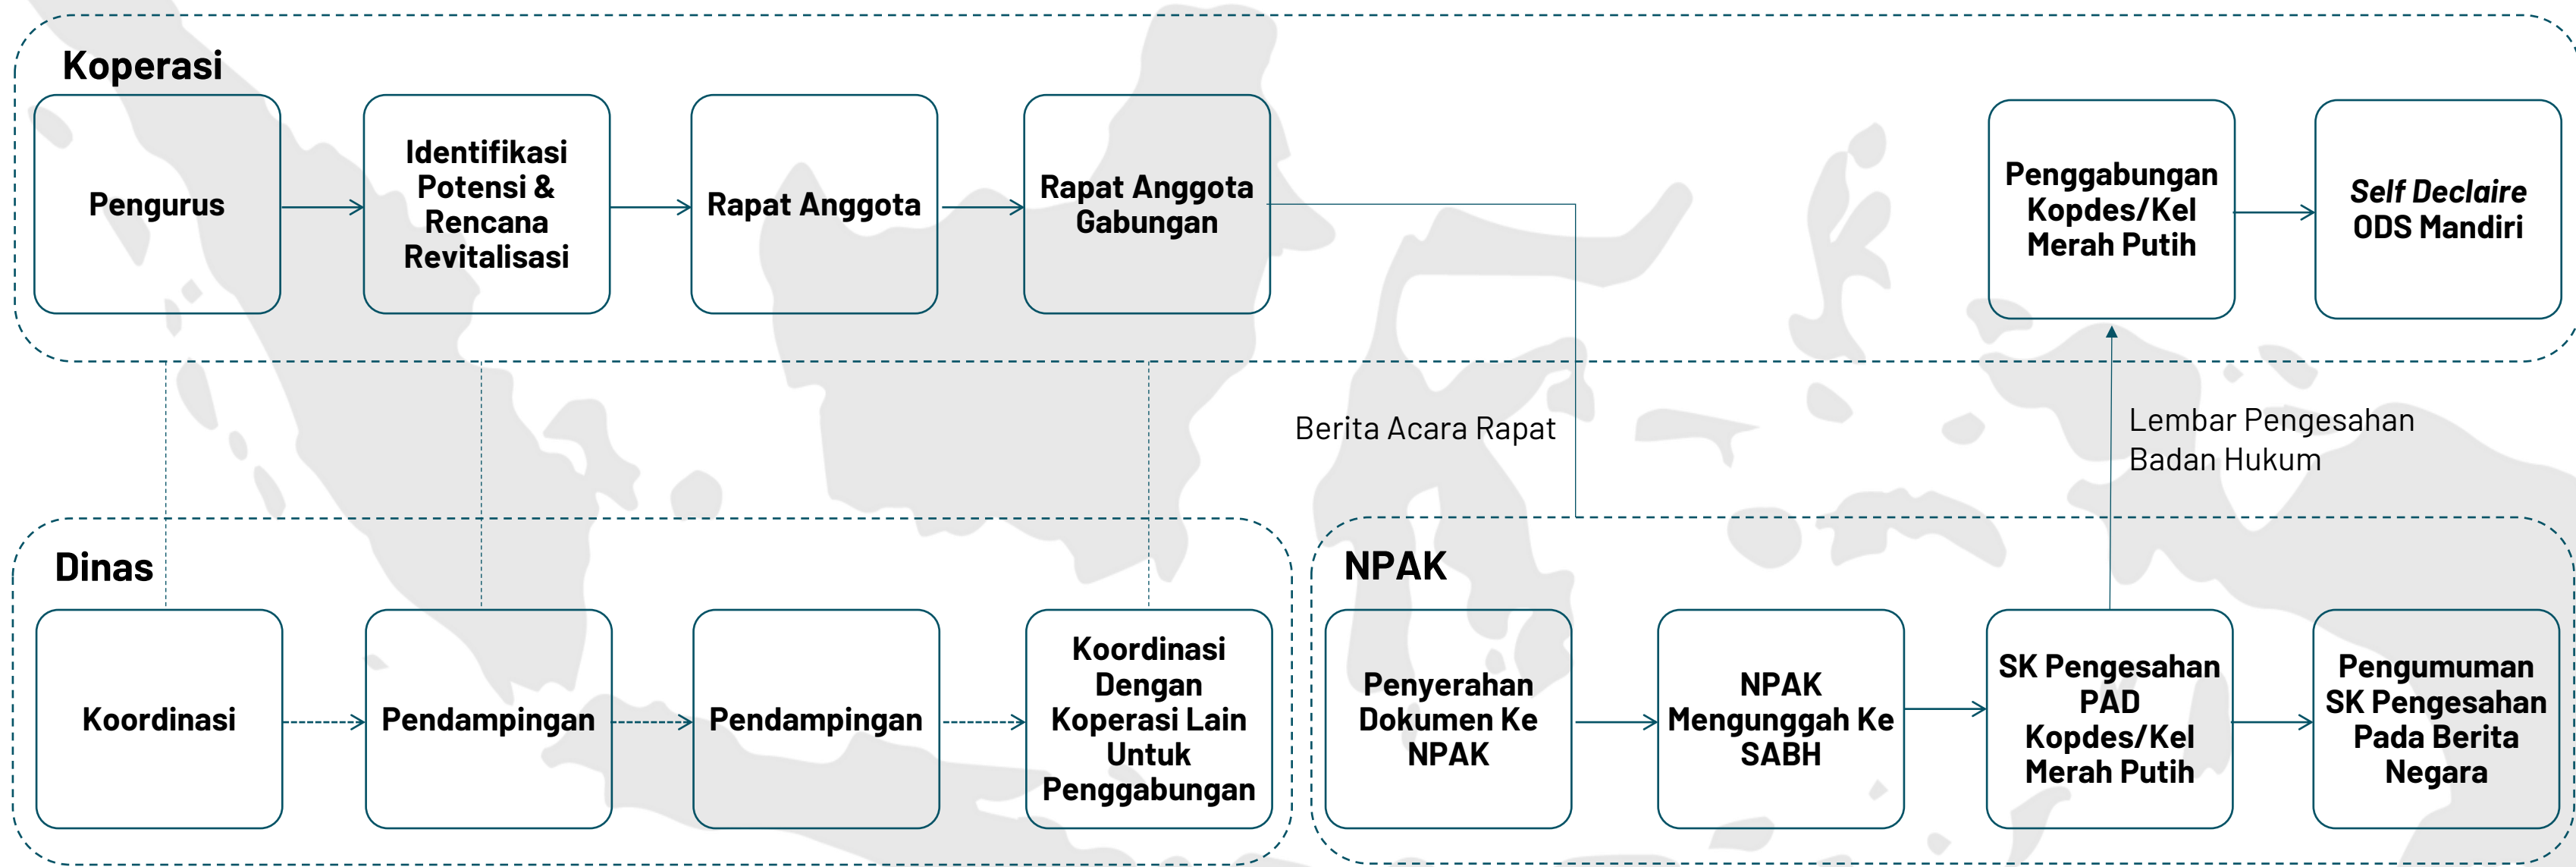 Koperasi
Pengurus
Identifikasi
Potensi &
Rencana
Revitalisasi
Rapat Anggota
Rapat Anggota
Gabungan
Penggabungan
Kopdes/Kel
Merah Putih
Self Declaire
ODS Mandiri
Berita Acara Rapat
Lembar Pengesahan
Badan Hukum
Dinas
Koordinasi
Pendampingan
Pendampingan
Koordinasi
Dengan
Koperasi Lain
Untuk
Penggabungan
NPAK
Penyerahan
Dokumen Ke
NPAK
NPAK
Mengunggah Ke
SABH
SK Pengesahan
PAD
Kopdes/Kel
Merah Putih
Pengumuman
SK Pengesahan
Pada Berita
Negara